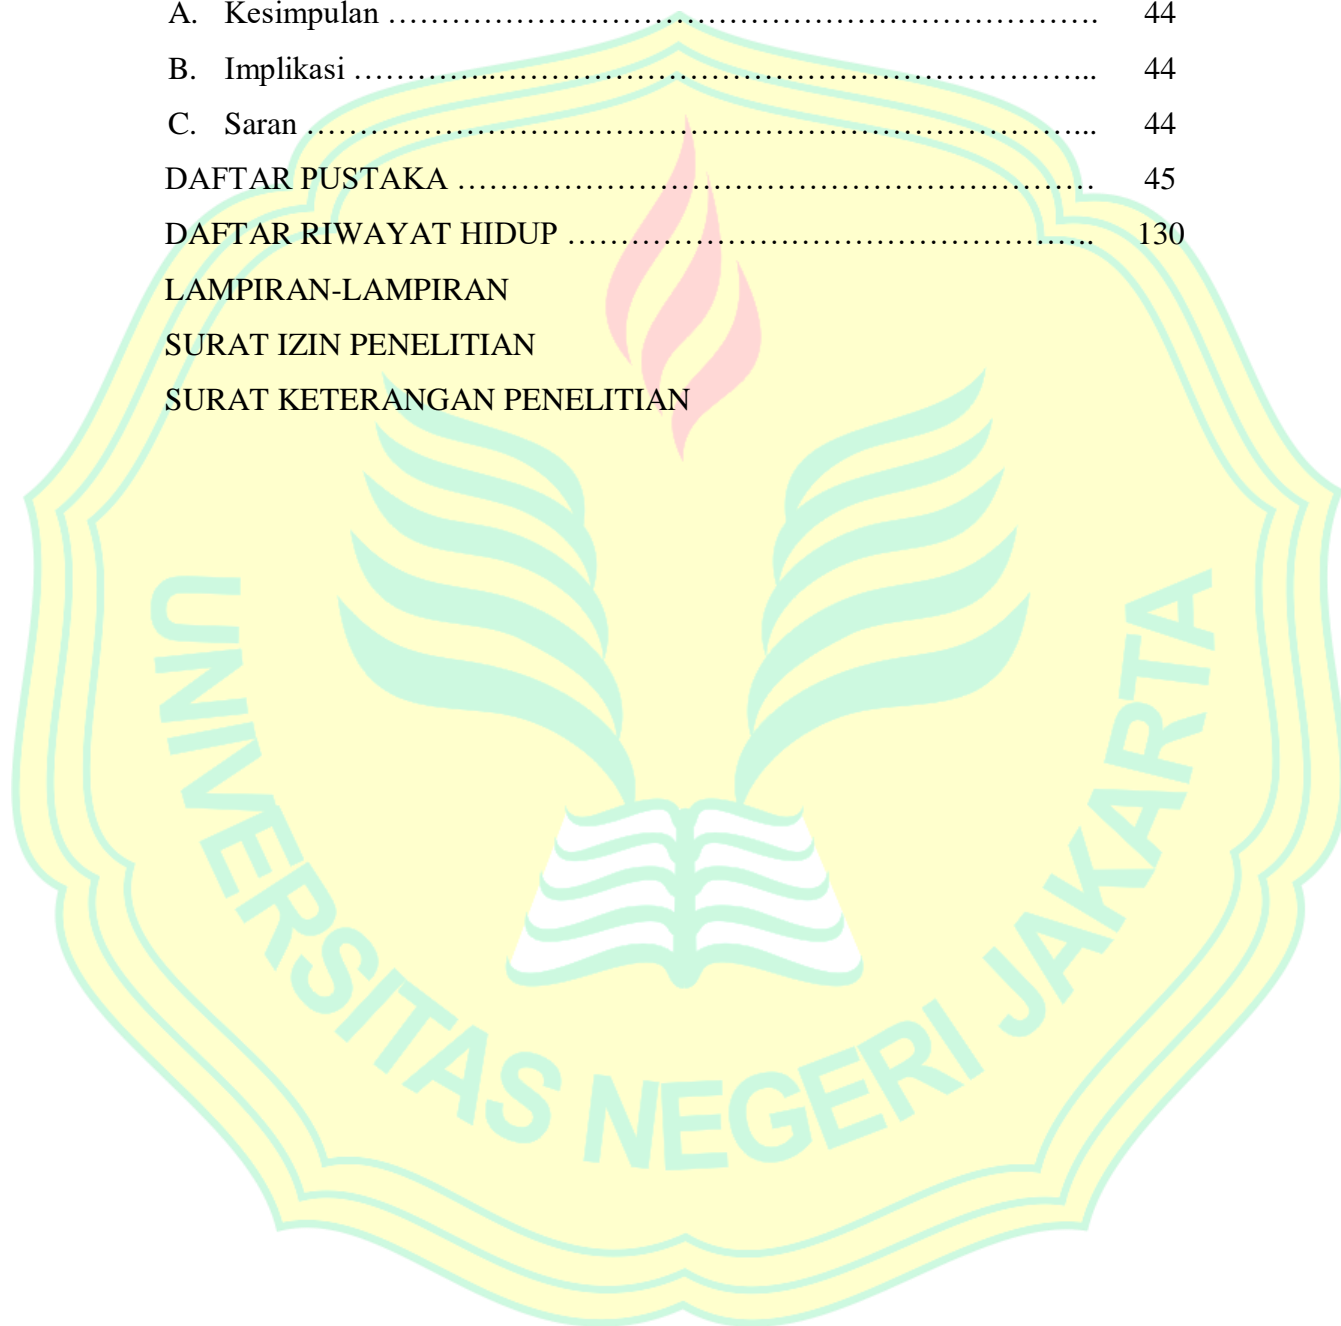 A. Kesimpulan …………………………………………………………. 44
B. Implikasi ………….………………………………………………... 44
C. Saran ………………………………………………………………... 44
DAFTAR PUSTAKA …………………………………………………… 45
DAFTAR RIWAYAT HIDUP ………………………………………….. 130
LAMPIRAN-LAMPIRAN
SURAT IZIN PENELITIAN
SURAT KETERANGAN PENELITIAN
UNIVERSITAS NEGERI JAKARTA